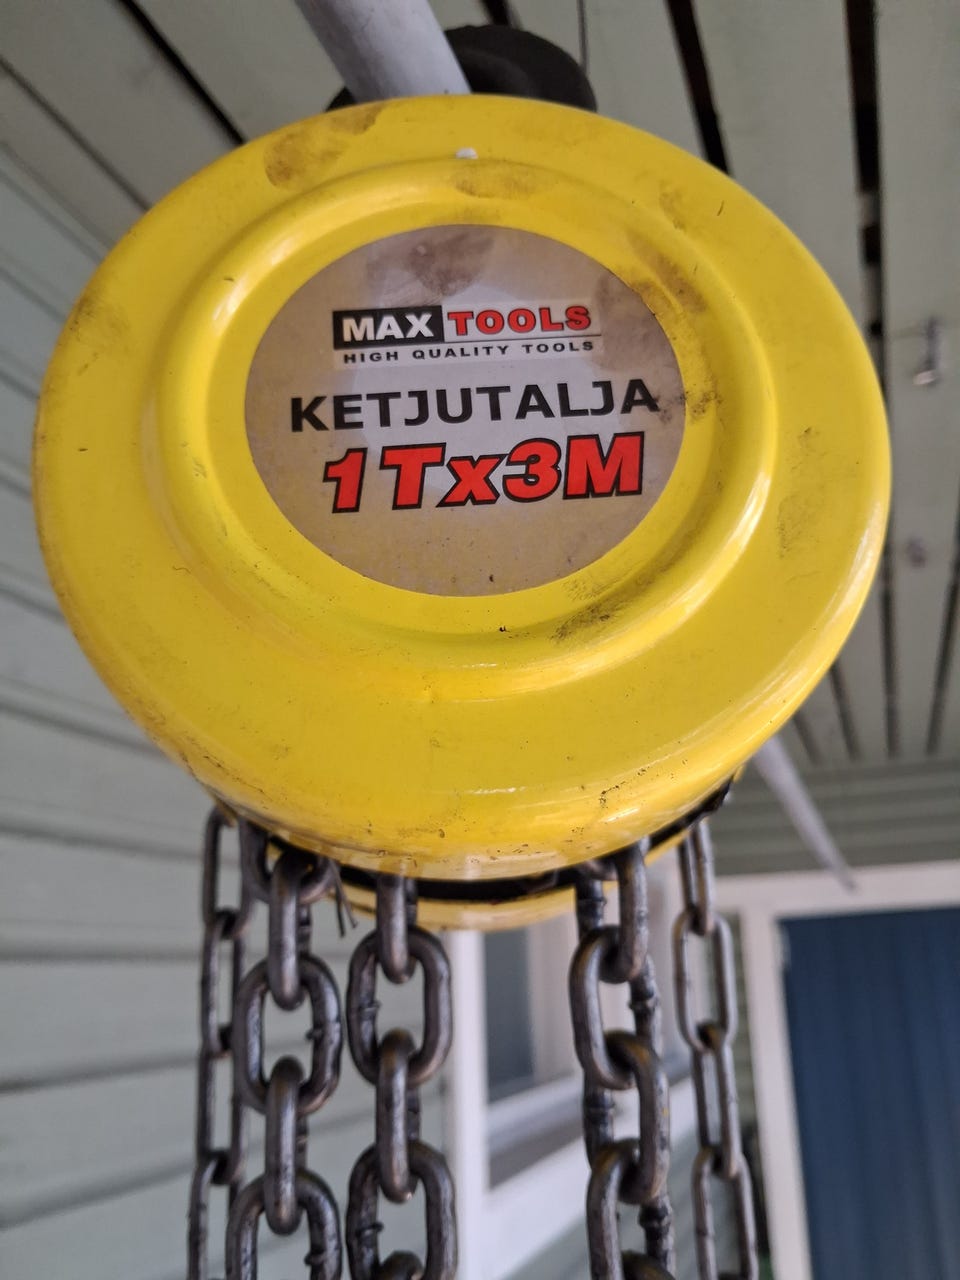 MAX TOOLS
HIGH QUALITY TOOLS
KETJUTALJA
1Tx3M